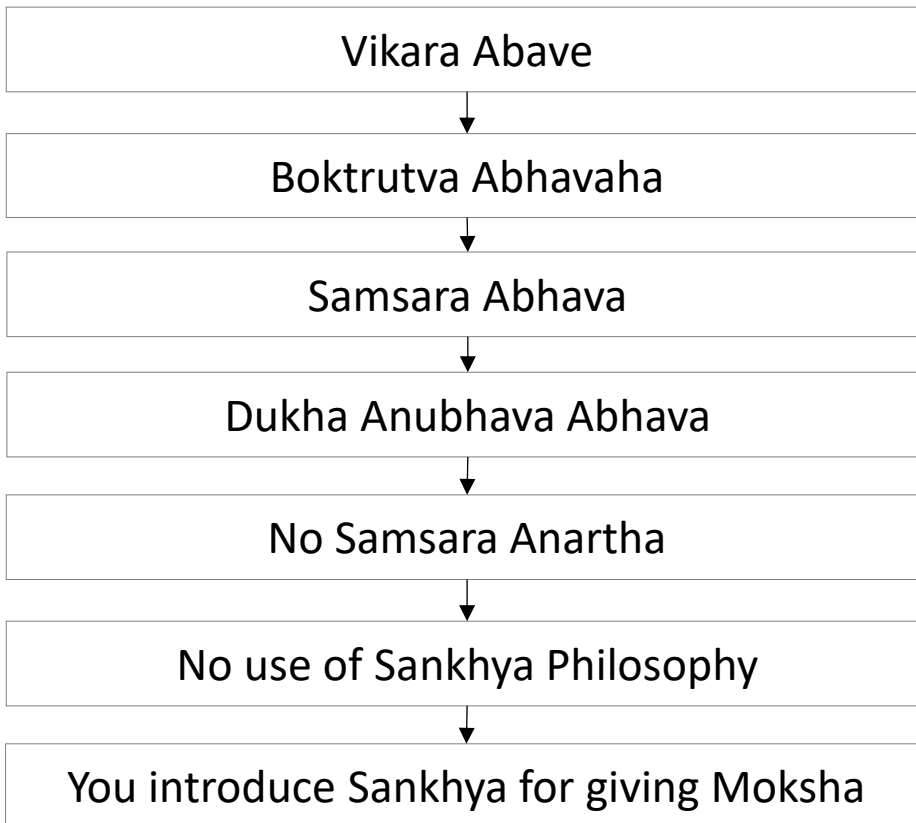 Vikara Abave
Boktrutva Abhavaha
Samsara Abhava
Dukha Anubhava Abhava
No Samsara Anartha
No use of Sankhya Philosophy
You introduce Sankhya for giving Moksha